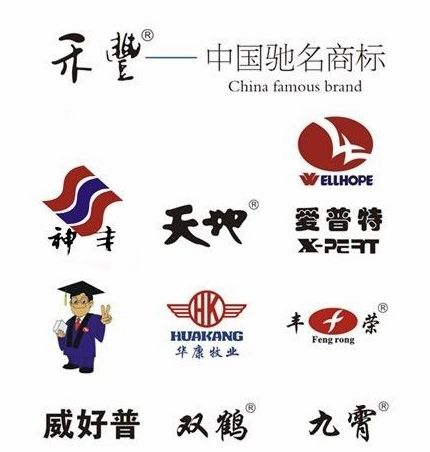 禾豐® 中国驰名商标
China famous brand
WELLHOPE
神丰
天地®
爱普特
X-PERT
HK
HUAKANG
华康牧业
丰 f 荣®
Feng rong
威好普
双鹤®
九霄®